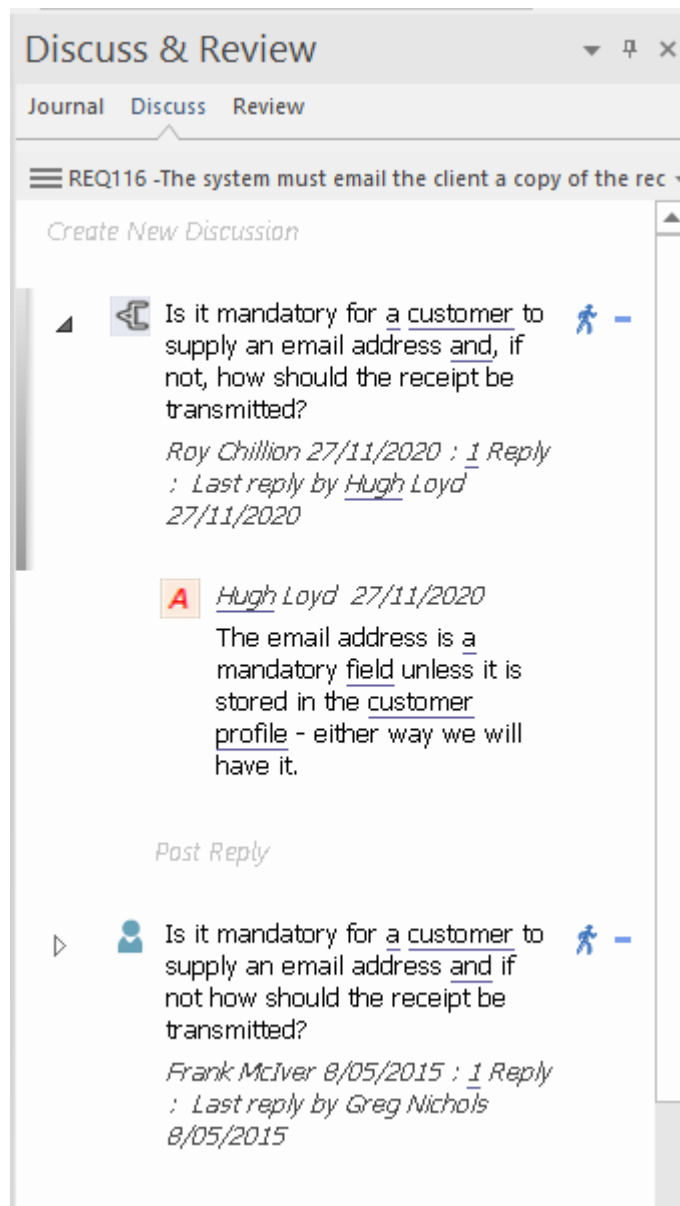 Discuss & Review
Journal Discuss Review
REQ116 -The system must email the client a copy of the rec
Create New Discussion
Is it mandatory for a customer to
supply an email address and, if
not, how should the receipt be
transmitted?
Roy Chillion 27/11/2020 : 1 Reply
: Last reply by Hugh Loyd
27/11/2020
A Hugh Loyd 27/11/2020
The email address is a
mandatory field unless it is
stored in the customer
profile - either way we will
have it.
Post Reply
Is it mandatory for a customer to
supply an email address and if
not how should the receipt be
transmitted?
Frank McIver 8/05/2015 : 1 Reply
: Last reply by Greg Nichols
8/05/2015